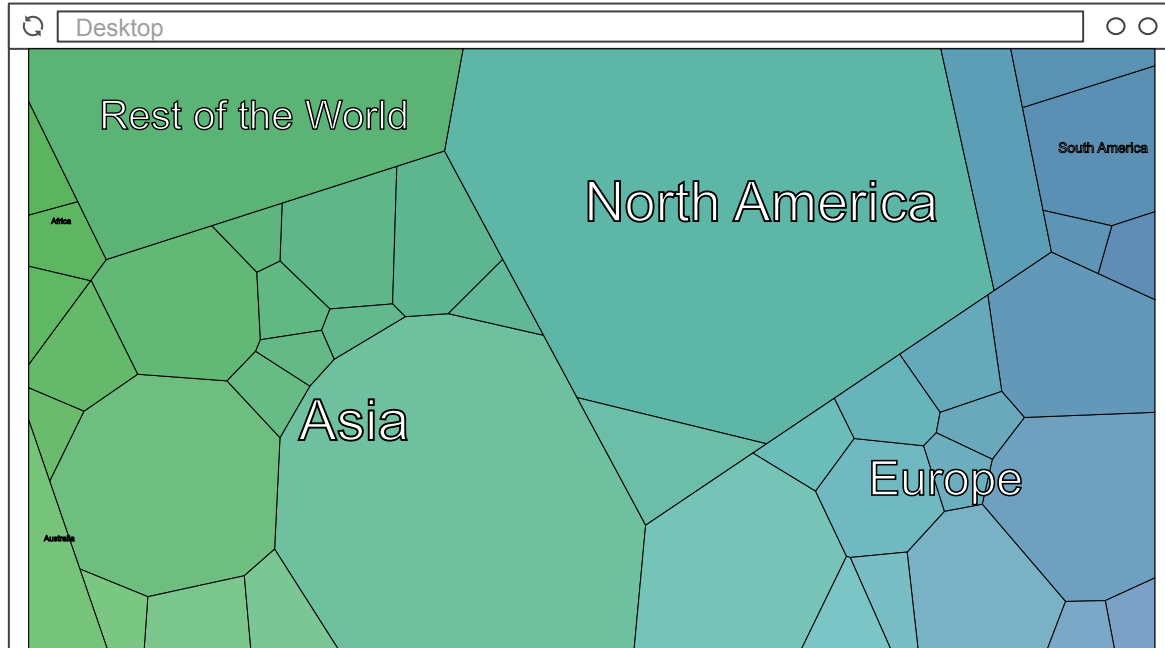 Desktop
Rest of the World
South America
North America
Africa
Asia
Europe
Australia